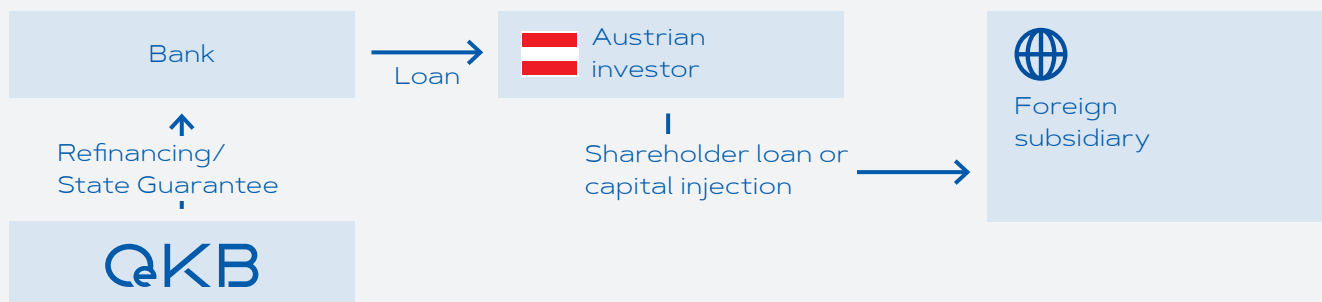 Bank
Loan
Austrian
investor
Foreign
subsidiary
Refinancing/
State Guarantee
Shareholder loan or
capital injection
OeKB